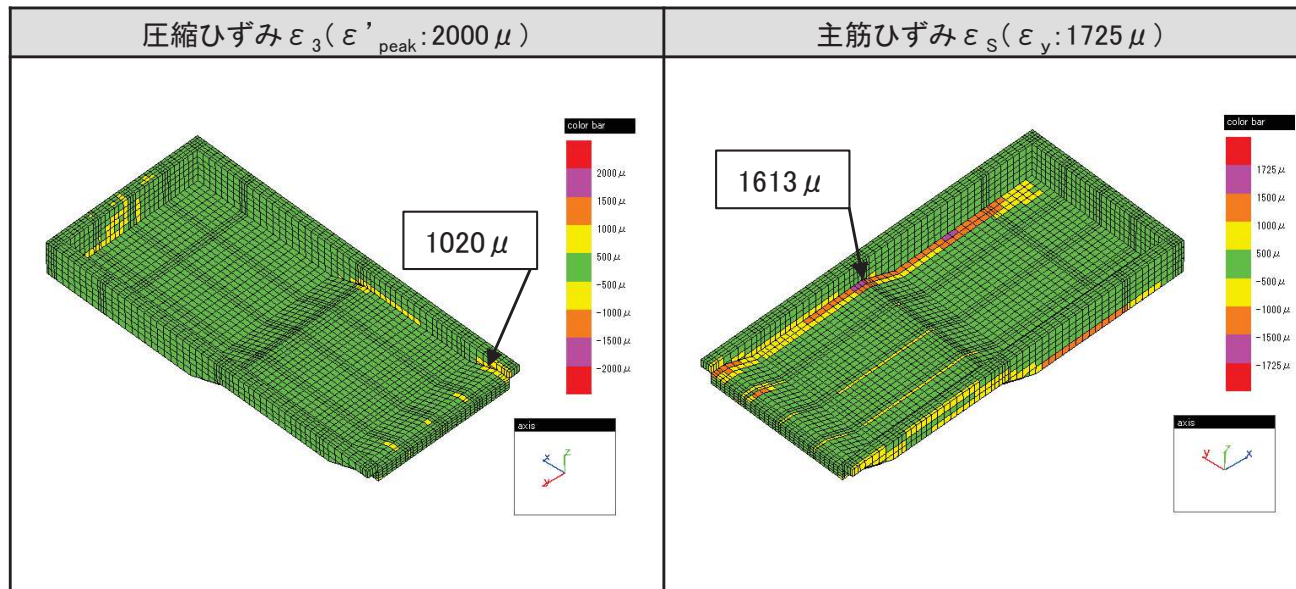 圧縮ひずみε3(ε’peak:2000μ)
主筋ひずみεS(εy:1725μ)
color bar
2000μ
1500μ
1000μ
500μ
-500μ
-1000μ
-1500μ
-2000μ
1020μ
axis
x
z
y
color bar
1725μ
1500μ
1000μ
500μ
-500μ
-1000μ
-1500μ
-1725μ
1613μ
axis
y
z
x